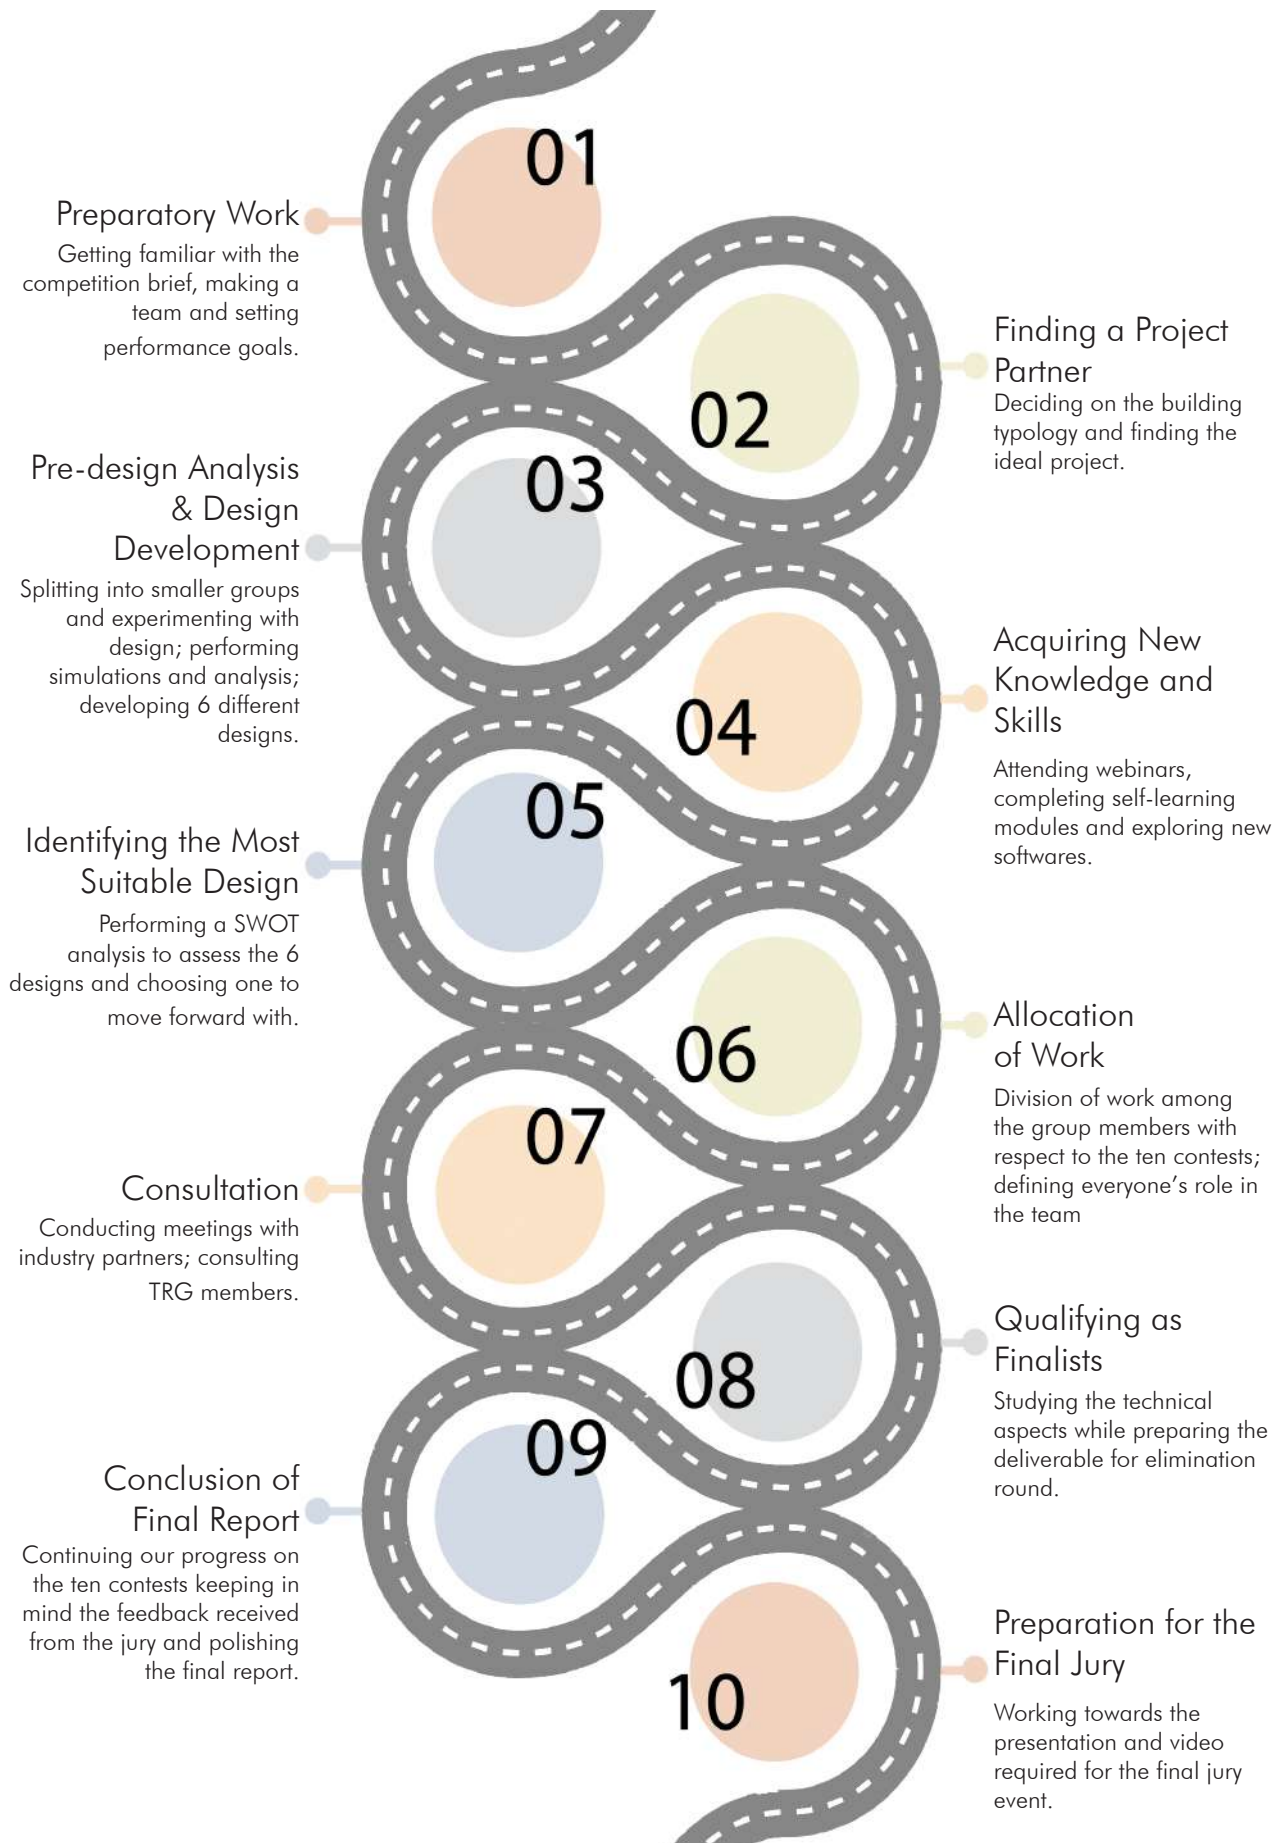 01
Preparatory Work
Getting familiar with the
competition brief, making a
team and setting
performance goals.
02
Finding a Project
Partner
Deciding on the building
typology and finding the
ideal project.
03
Pre-design Analysis
& Design
Development
Splitting into smaller groups
and experimenting with
design; performing
simulations and analysis;
developing 6 different
designs.
04
Acquiring New
Knowledge and
Skills
Attending webinars,
completing self-learning
modules and exploring new
softwares.
05
Identifying the Most
Suitable Design
Performing a SWOT
analysis to assess the 6
designs and choosing one to
move forward with.
06
Allocation
of Work
Division of work among
the group members with
respect to the ten contests;
defining everyone's role in
the team
07
Consultation
Conducting meetings with
industry partners; consulting
TRG members.
08
Qualifying as
Finalists
Studying the technical
aspects while preparing the
deliverable for elimination
round.
09
Conclusion of
Final Report
Continuing our progress on
the ten contests keeping in
mind the feedback received
from the jury and polishing
the final report.
10
Preparation for the
Final Jury
Working towards the
presentation and video
required for the final jury
event.